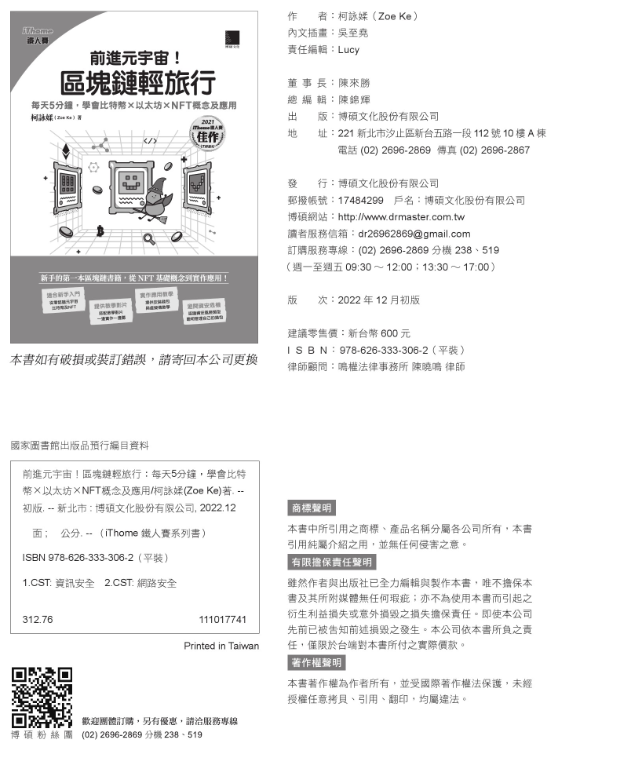 iThome
鐵人賽
博碩文化
前進元宇宙！
區塊鏈輕旅行
每天5分鐘，學會比特幣×以太坊×NFT概念及應用
柯詠媃（Zoe Ke）著
2021
iThome鐵人賽
佳作
</>
新手的第一本區塊鏈書籍，從 NFT 基礎概念到實作應用！
適合新手入門
提供教學影片
實作應用教學
本書如有破損或裝訂錯誤，請寄回本公司更換
作　　者：柯詠媃（Zoe Ke）
內文插畫：吳至堯
責任編輯：Lucy
董 事 長：陳來勝
總 編 輯：陳錦輝
出　　版：博碩文化股份有限公司
地　　址：221 新北市汐止區新台五路一段 112 號 10 樓 A 棟
電話 (02) 2696-2869  傳真 (02) 2696-2867
發　　行：博碩文化股份有限公司
郵撥帳號：17484299　戶名：博碩文化股份有限公司
博碩網站：http://www.drmaster.com.tw
讀者服務信箱：dr26962869@gmail.com
訂購服務專線：(02) 2696-2869 分機 238、519
（週一至週五 09:30 ～ 12:00；13:30 ～ 17:00）
版　　次：2022 年 12 月初版
建議零售價：新台幣 600 元
I S B N：978-626-333-306-2（平裝）
律師顧問：鳴權法律事務所 陳曉鳴 律師
國家圖書館出版品預行編目資料
前進元宇宙！區塊鏈輕旅行：每天5分鐘，學會比特
幣×以太坊×NFT概念及應用/柯詠媃(Zoe Ke)著. --
初版. -- 新北市：博碩文化股份有限公司, 2022.12
面；　公分. --（iThome 鐵人賽系列書）
ISBN 978-626-333-306-2（平裝）
1.CST: 資訊安全　2.CST: 網路安全
312.76　111017741
Printed in Taiwan
博碩粉絲團
歡迎團體訂購，另有優惠，請洽服務專線
(02) 2696-2869 分機 238、519
商標聲明
本書中所引用之商標、產品名稱分屬各公司所有，本書
引用純屬介紹之用，並無任何侵害之意。
有限擔保責任聲明
雖然作者與出版社已全力編輯與製作本書，唯不擔保本
書及其所附媒體無任何瑕疵；亦不為使用本書而引起之
衍生利益損失或意外損毀之損失擔保責任。即使本公司
先前已被告知前述損毀之發生。本公司依本書所負之責
任，僅限於台端對本書所付之實際價款。
著作權聲明
本書著作權為作者所有，並受國際著作權法保護，未經
授權任意拷貝、引用、翻印，均屬違法。